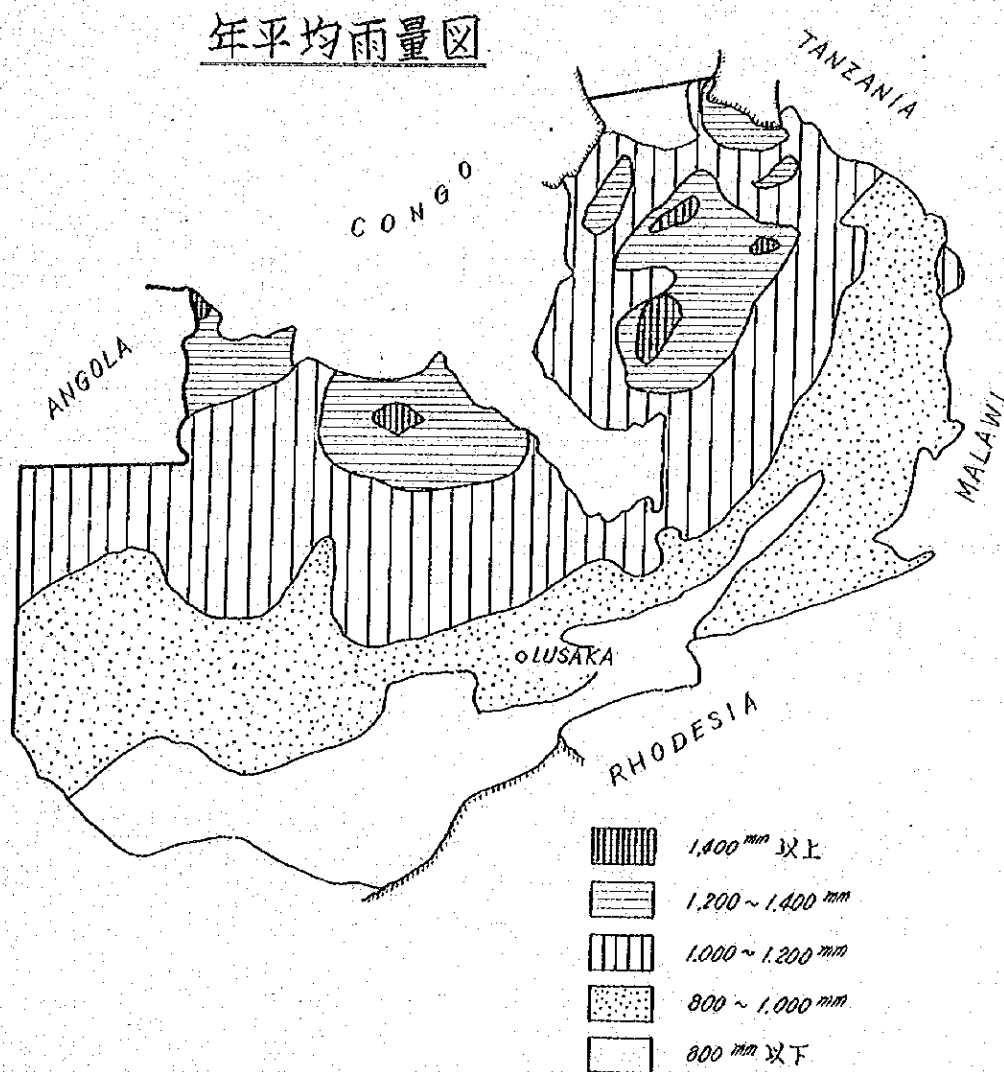 年平均雨量図
TANZANIA
CONGO
ANGOLA
MALAWI
LUSAKA
RHODESIA
1,400 mm 以上
1,200 ~ 1,400 mm
1.000 ~ 1.200 mm
800 ~ 1.000 mm
800 mm 以下